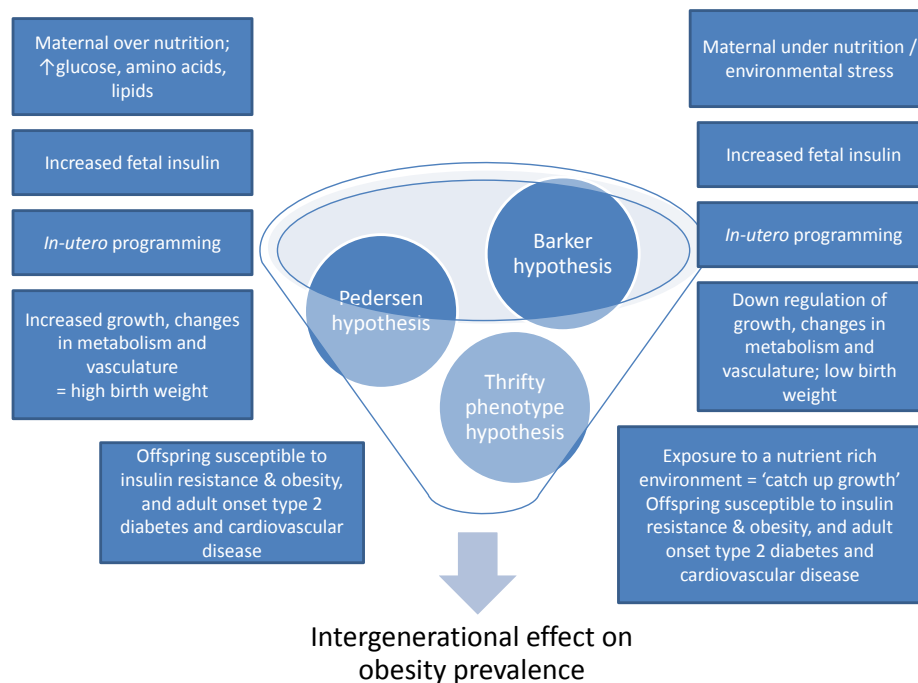 Maternal over nutrition;
↑glucose, amino acids,
lipids
Increased fetal insulin
In-utero programming
Increased growth, changes
in metabolism and
vasculature
= high birth weight
Offspring susceptible to
insulin resistance & obesity,
and adult onset type 2
diabetes and cardiovascular
disease
Pedersen
hypothesis
Barker
hypothesis
Thrifty
phenotype
hypothesis
Maternal under nutrition /
environmental stress
Increased fetal insulin
In-utero programming
Down regulation of
growth, changes in
metabolism and
vasculature; low birth
weight
Exposure to a nutrient rich
environment = ‘catch up growth’
Offspring susceptible to insulin
resistance & obesity, and adult
onset type 2 diabetes and
cardiovascular disease
Intergenerational effect on
obesity prevalence